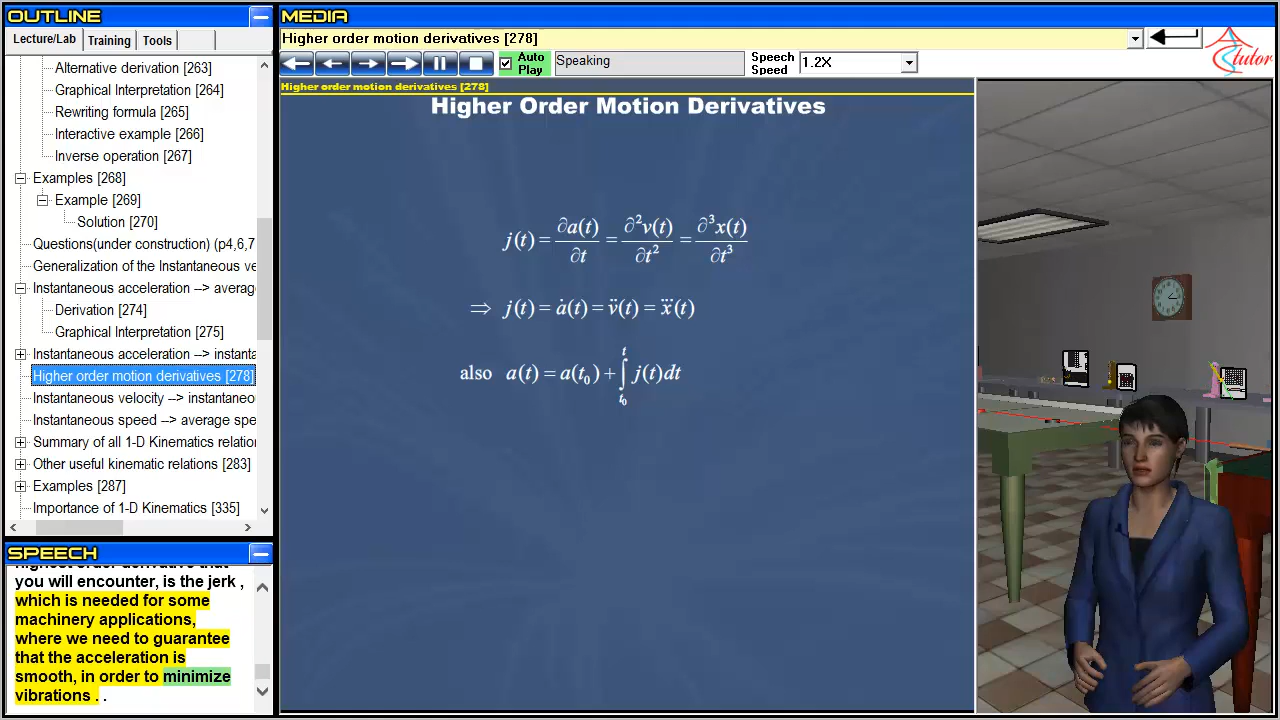 OUTLINE
Lecture/Lab Training Tools
Alternative derivation [263]
Graphical Interpretation [264]
Rewriting formula [265]
Interactive example [266]
Inverse operation [267]
Examples [268]
Example [269]
Solution [270]
Questions(under construction) (p4,6,7
Generalization of the Instantaneous ve
Instantaneous acceleration --> average
Derivation [274]
Graphical Interpretation [275]
Instantaneous acceleration --> instanta
Higher order motion derivatives [278]
Instantaneous velocity --> instantaneo
Instantaneous speed --> average spe
Summary of all 1-D Kinematics relation
Other useful kinematic relations [283]
Examples [287]
Importance of 1-D Kinematics [335]
SPEECH
highest order derivative that
you will encounter, is the jerk ,
which is needed for some
machinery applications,
where we need to guarantee
that the acceleration is
smooth, in order to minimize
vibrations . .
MEDIA
Higher order motion derivatives [278]
Auto Play
Speaking
Speech Speed
1.2X
tutor
Higher order motion derivatives [278]
Higher Order Motion Derivatives
j(t) = ∂a(t)/∂t = ∂²v(t)/∂t² = ∂³x(t)/∂t³
⇒ j(t) = ȧ(t) = v̈(t) = x⃛(t)
also a(t) = a(t₀) + ∫_{t₀}^{t} j(t)dt